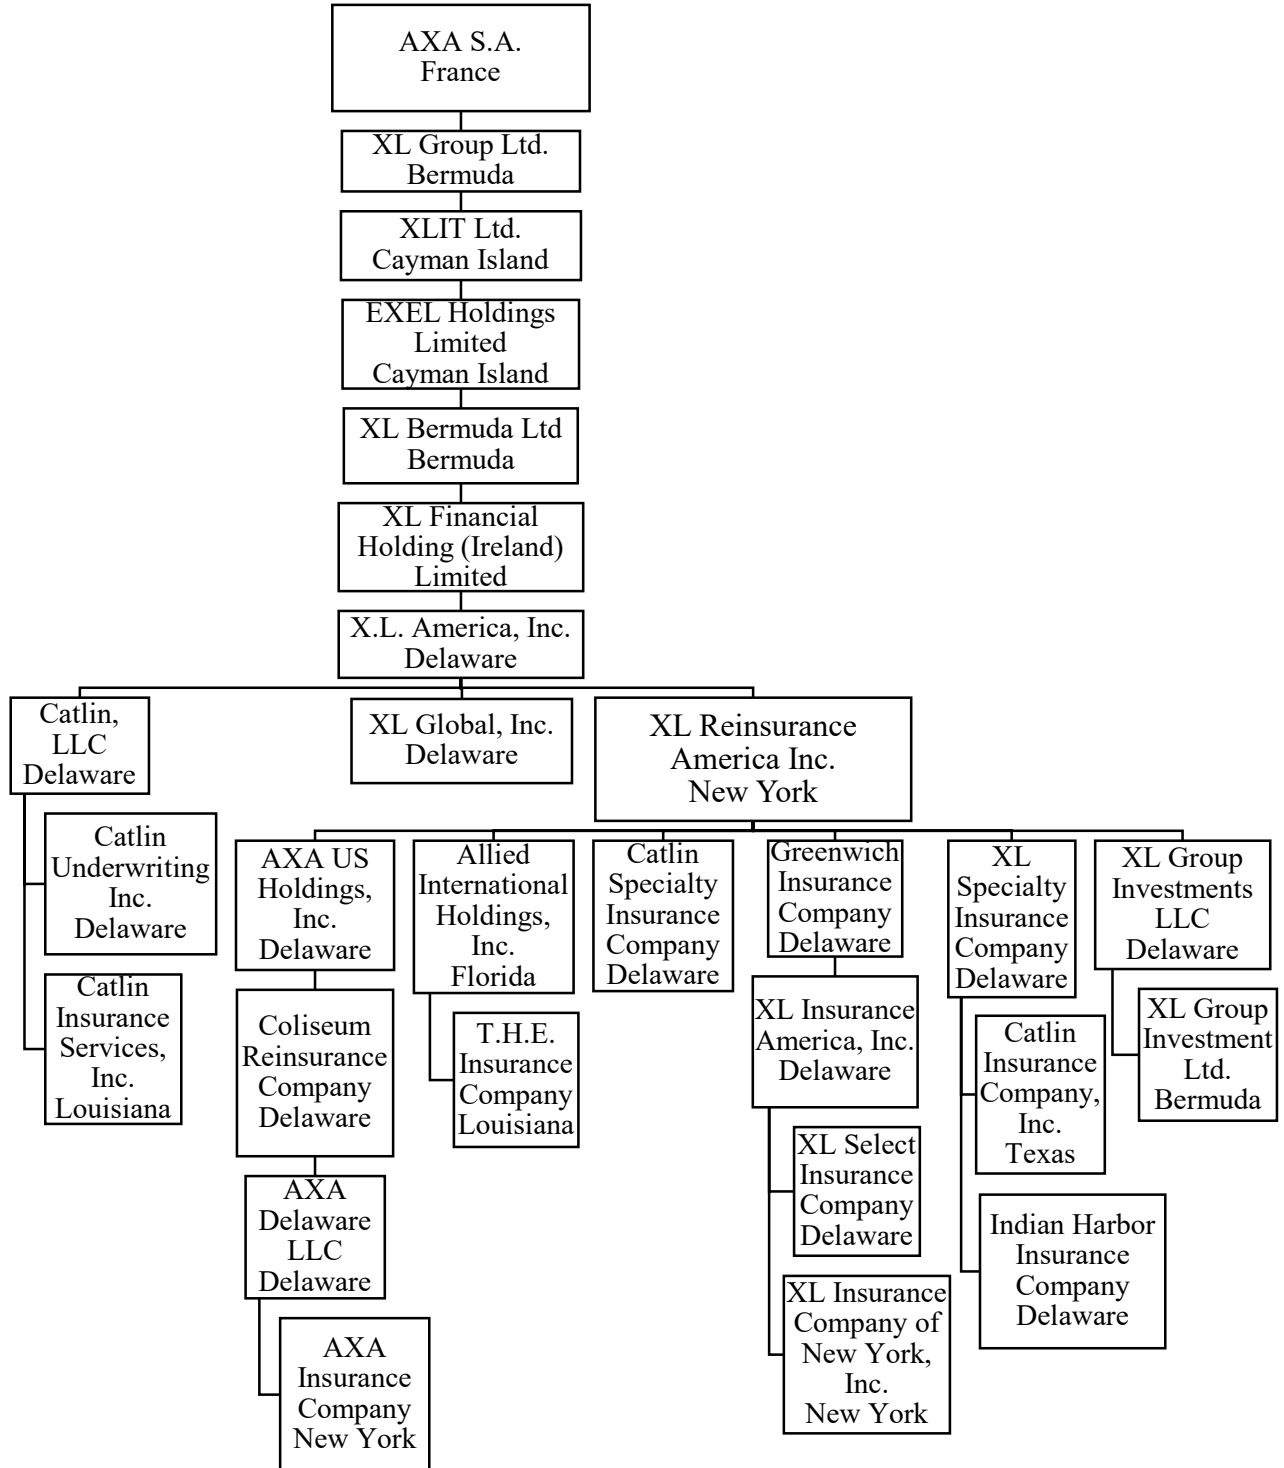 AXA S.A.
France
XL Group Ltd.
Bermuda
XLIT Ltd.
Cayman Island
EXEL Holdings
Limited
Cayman Island
XL Bermuda Ltd
Bermuda
XL Financial
Holding (Ireland)
Limited
X.L. America, Inc.
Delaware
Catlin,
LLC
Delaware
XL Global, Inc.
Delaware
XL Reinsurance
America Inc.
New York
Catlin
Underwriting
Inc.
Delaware
Catlin
Insurance
Services,
Inc.
Louisiana
AXA US
Holdings,
Inc.
Delaware
Coliseum
Reinsurance
Company
Delaware
AXA
Delaware
LLC
Delaware
AXA
Insurance
Company
New York
Allied
International
Holdings,
Inc.
Florida
T.H.E.
Insurance
Company
Louisiana
Catlin
Specialty
Insurance
Company
Delaware
Greenwich
Insurance
Company
Delaware
XL Insurance
America, Inc.
Delaware
XL Select
Insurance
Company
Delaware
XL Insurance
Company of
New York,
Inc.
New York
XL
Specialty
Insurance
Company
Delaware
Catlin
Insurance
Company,
Inc.
Texas
Indian Harbor
Insurance
Company
Delaware
XL Group
Investments
LLC
Delaware
XL Group
Investment
Ltd.
Bermuda